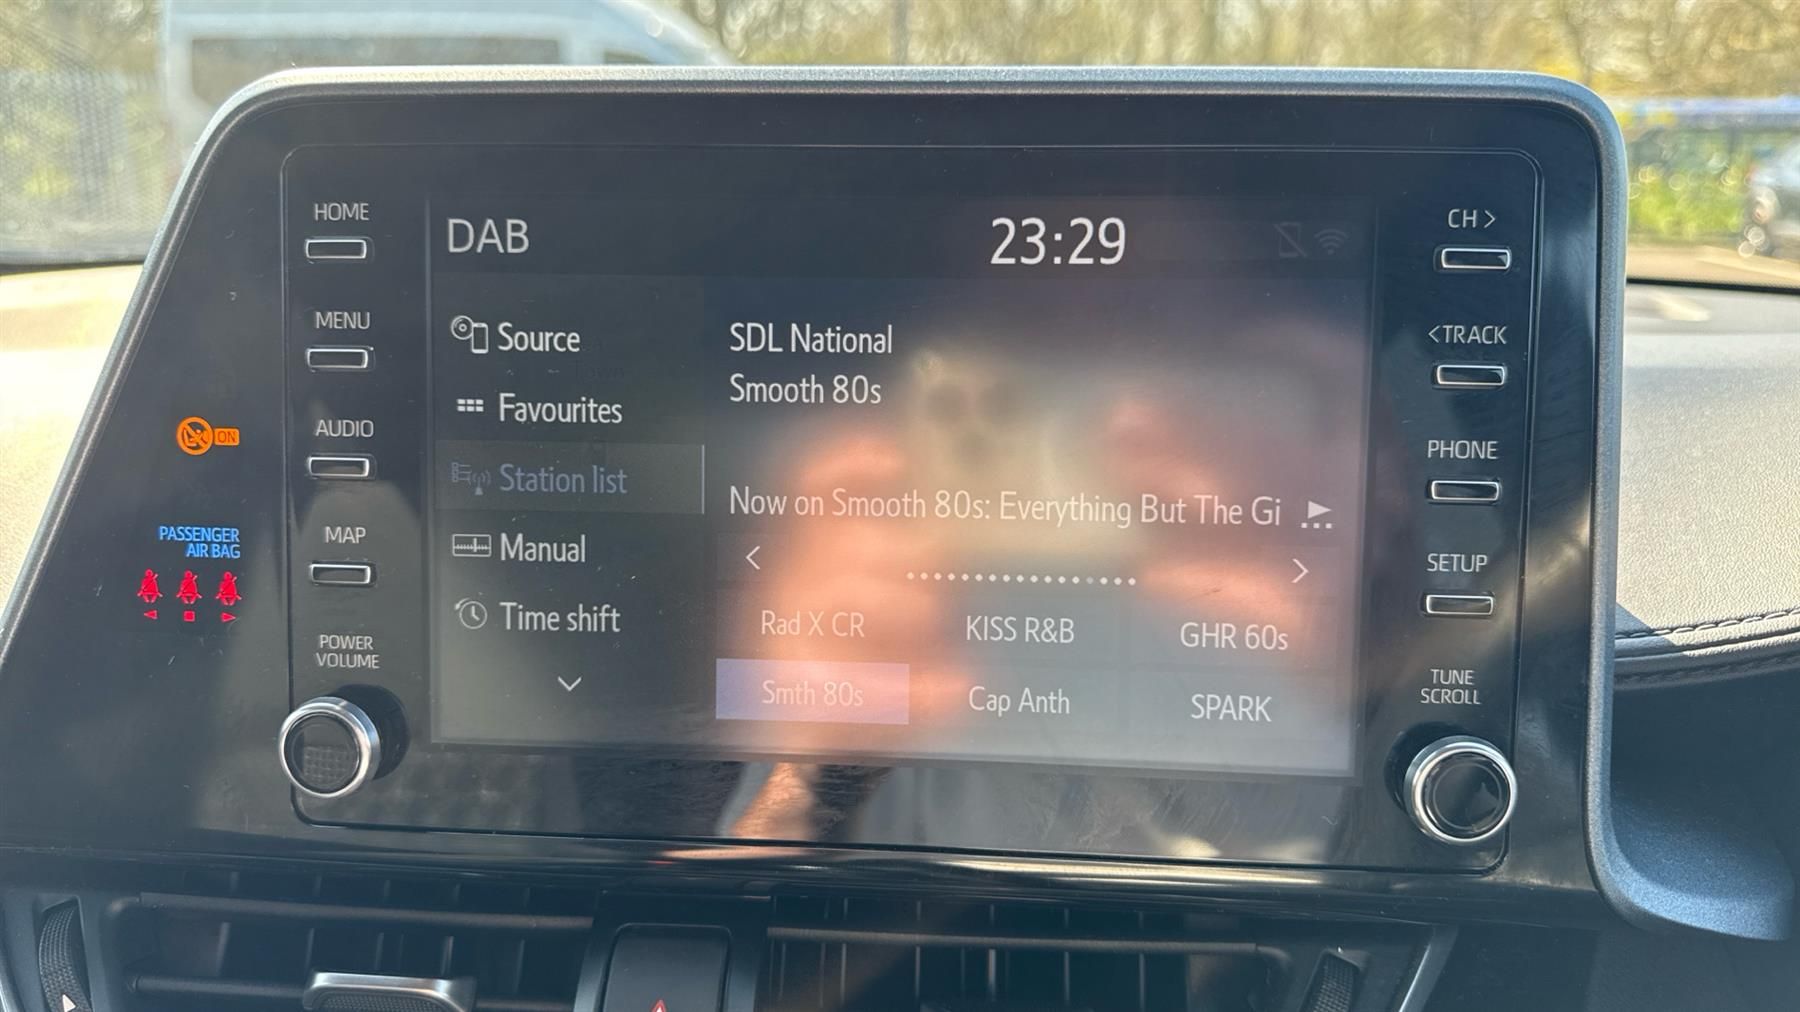 HOME
MENU
AUDIO
MAP
POWER
VOLUME
ON
PASSENGER
AIR BAG
DAB
23:29
Source
Favourites
Station list
Manual
Time shift
SDL National
Smooth 80s
Now on Smooth 80s: Everything But The Gi
Rad X CR
KISS R&B
GHR 60s
Smth 80s
Cap Anth
SPARK
CH >
<TRACK
PHONE
SETUP
TUNE
SCROLL